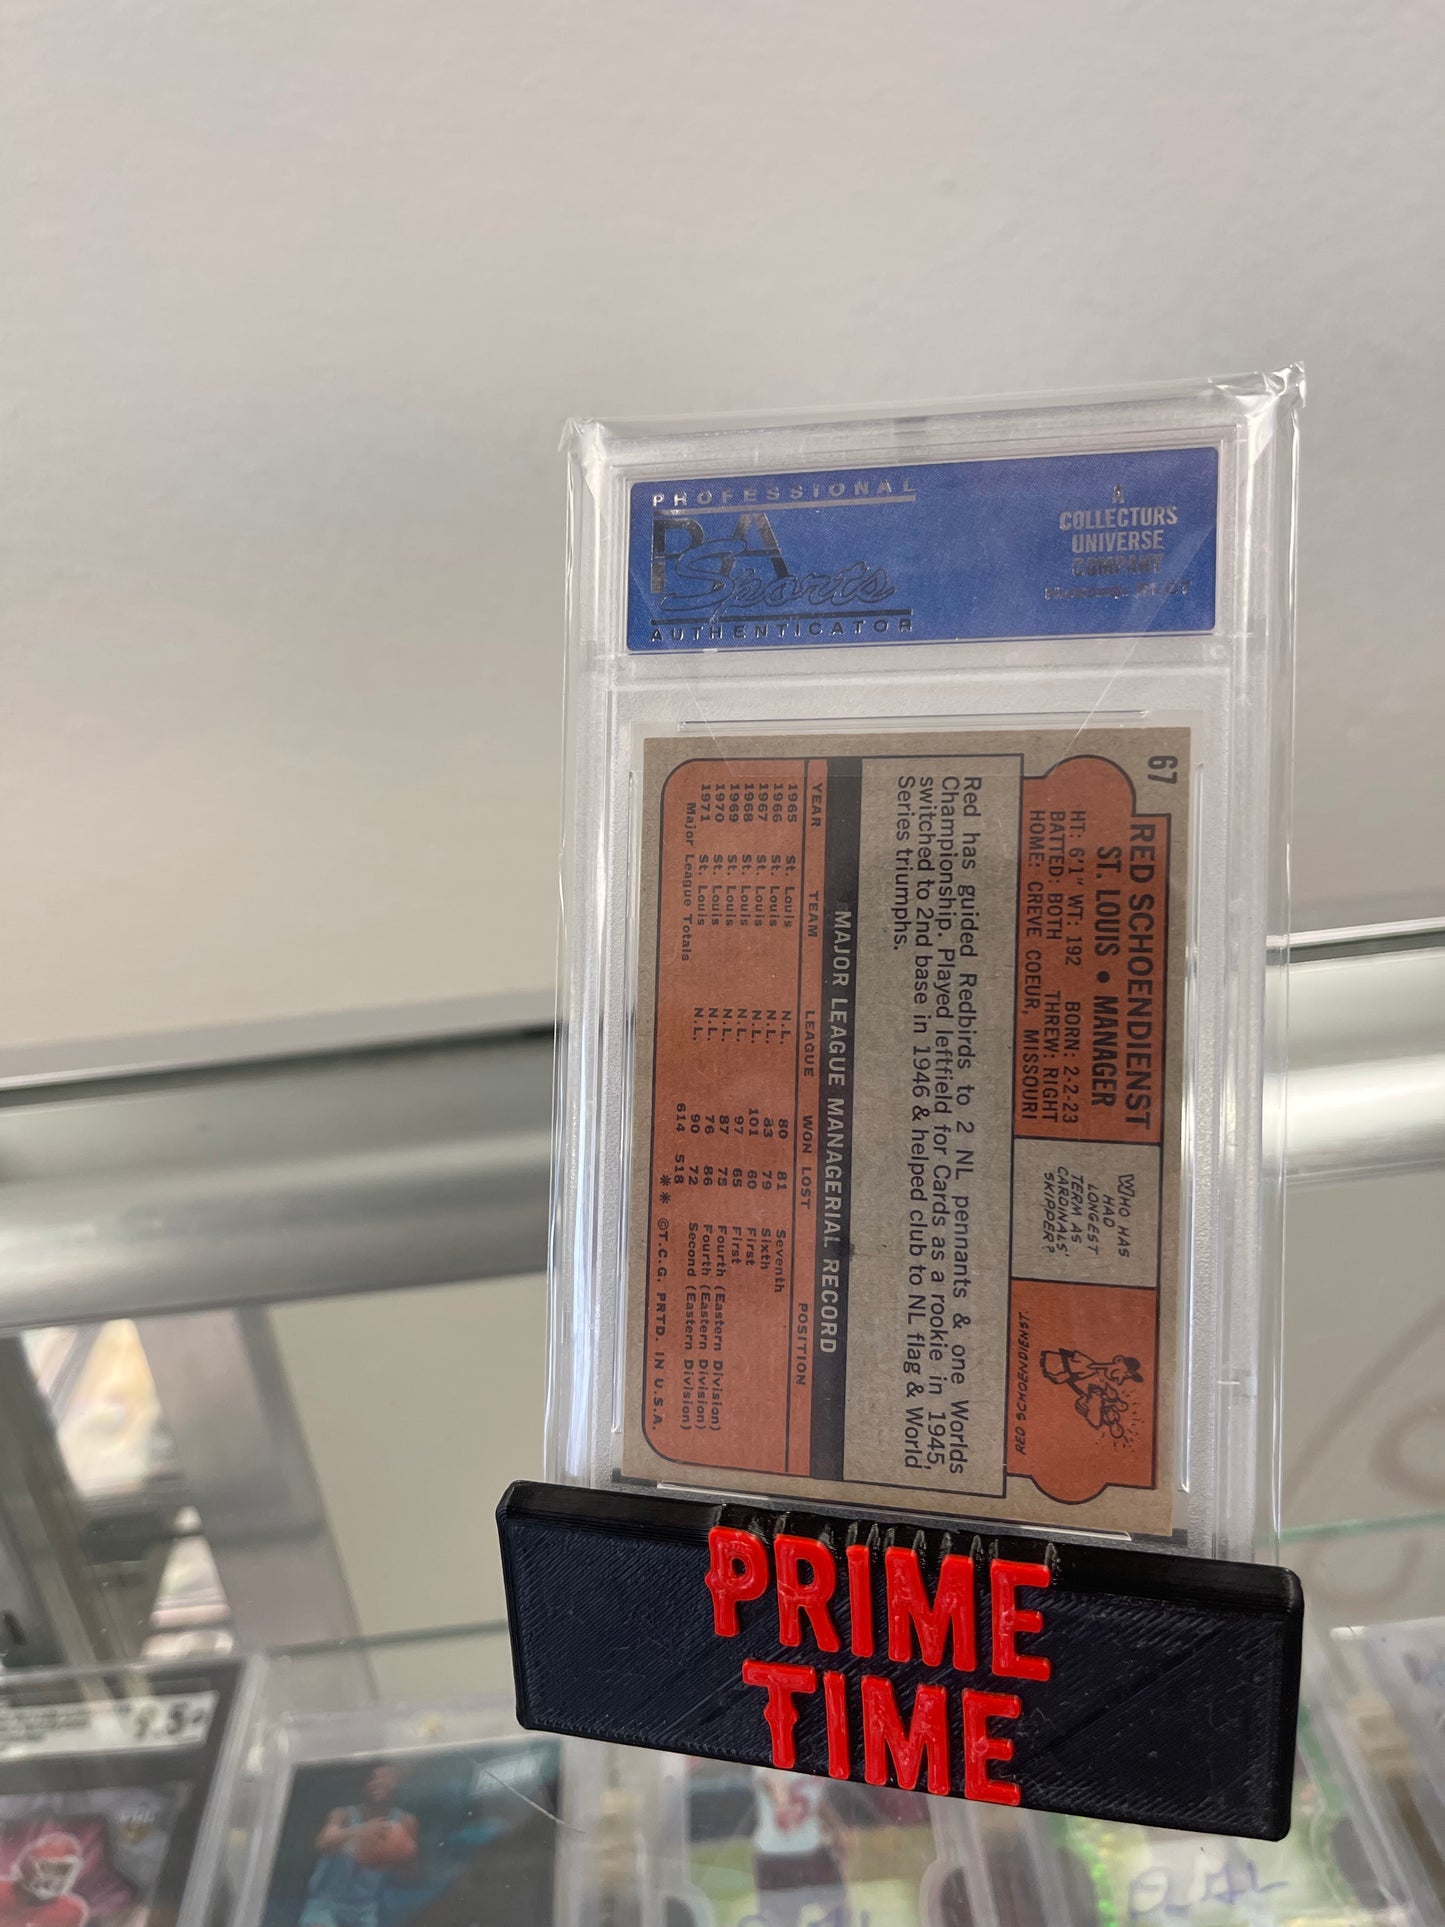 PROFESSIONAL
PSA
Sports
AUTHENTICATOR
A
COLLECTORS
UNIVERSE
COMPANY
67
RED SCHOENDIENST
ST. LOUIS • MANAGER
HT: 6'1" WT: 192 BORN: 2-2-23
BATTED: BOTH THREW: RIGHT
HOME: CREVE COEUR, MISSOURI
WHO HAS
HAD
LONGEST
TERM AS
CARDINALS'
SKIPPER?
RED SCHOENDIENST.
Red has guided Redbirds to 2 NL pennants & one Worlds
Championship. Played leftfield for Cards as a rookie in 1945,
switched to 2nd base in 1946 & helped club to NL flag & World
Series triumphs.
MAJOR LEAGUE MANAGERIAL RECORD
YEAR TEAM LEAGUE WON LOST POSITION
1965 St. Louis N.L. 80 81 Seventh
1966 St. Louis N.L. 83 79 Sixth
1967 St. Louis N.L. 101 60 First
1968 St. Louis N.L. 97 65 First
1969 St. Louis N.L. 87 75 Fourth (Eastern Division)
1970 St. Louis N.L. 76 86 Fourth (Eastern Division)
1971 St. Louis N.L. 90 72 Second (Eastern Division)
Major League Totals 614 518
** ©T.C.G. PRTD. IN U.S.A.
PRIME
TIME
9.5